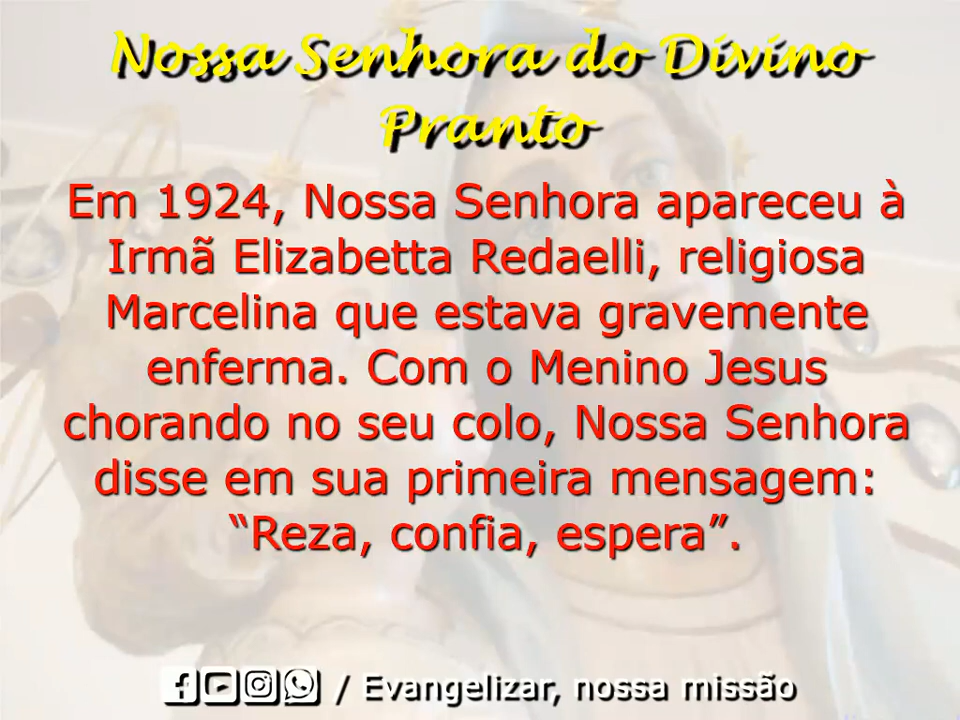 Nossa Senhora do Divino
Pranto
Em 1924, Nossa Senhora apareceu à
Irmã Elizabetta Redaelli, religiosa
Marcelina que estava gravemente
enferma. Com o Menino Jesus
chorando no seu colo, Nossa Senhora
disse em sua primeira mensagem:
“Reza, confia, espera”.
/ Evangelizar, nossa missão